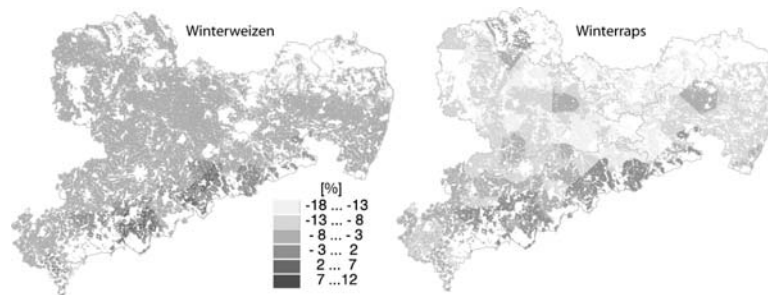 Winterweizen
Winterraps
[%]
-18 ... -13
-13 ... - 8
- 8 ... - 3
- 3 ... 2
2 ... 7
7 ...12